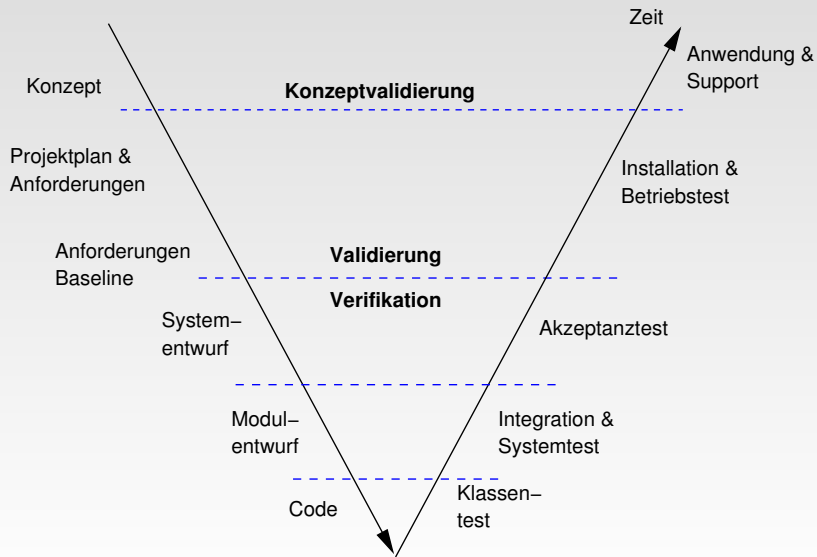 Zeit
Konzept
Konzeptvalidierung
Anwendung &
Support
Projektplan &
Anforderungen
Installation &
Betriebstest
Anforderungen
Baseline
Validierung
Verifikation
System−
entwurf
Akzeptanztest
Modul−
entwurf
Integration &
Systemtest
Code
Klassen−
test